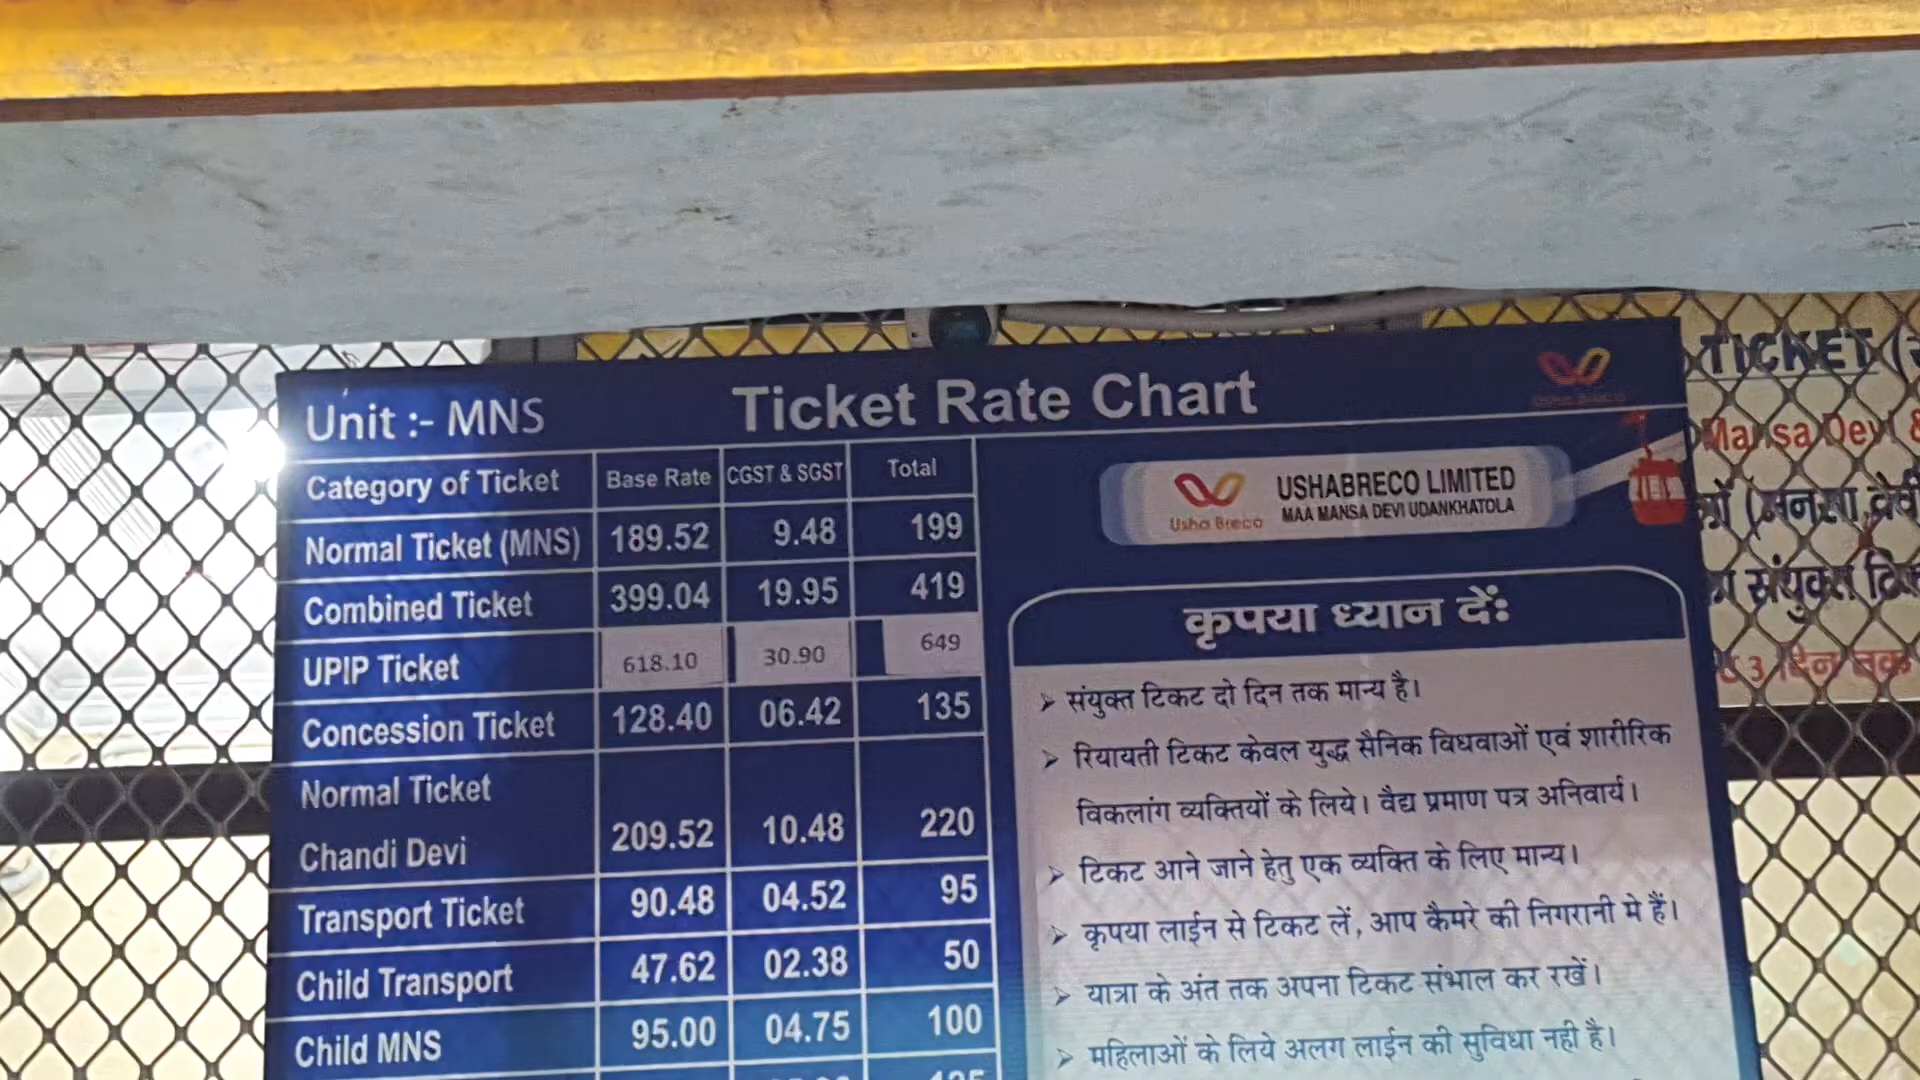 Unit :- MNS
Ticket Rate Chart
Category of Ticket Base Rate CGST & SGST Total
Normal Ticket (MNS) 189.52 9.48 199
Combined Ticket 399.04 19.95 419
UPIP Ticket 618.10 30.90 649
Concession Ticket 128.40 06.42 135
Normal Ticket
Chandi Devi 209.52 10.48 220
Transport Ticket 90.48 04.52 95
Child Transport 47.62 02.38 50
Child MNS 95.00 04.75 100
Usha Breco
USHABRECO LIMITED
MAA MANSA DEVI UDANKHATOLA
कृपया ध्यान देंः
संयुक्त टिकट दो दिन तक मान्य है।
रियायती टिकट केवल युद्ध सैनिक विधवाओं एवं शारीरिक
विकलांग व्यक्तियों के लिये। वैद्य प्रमाण पत्र अनिवार्य।
टिकट आने जाने हेतु एक व्यक्ति के लिए मान्य।
कृपया लाईन से टिकट लें, आप कैमरे की निगरानी मे हैं।
यात्रा के अंत तक अपना टिकट संभाल कर रखें।
महिलाओं के लिये अलग लाईन की सुविधा नही है।
TICKET
Mansa Devi &
संयुक्त
3 दिन तक